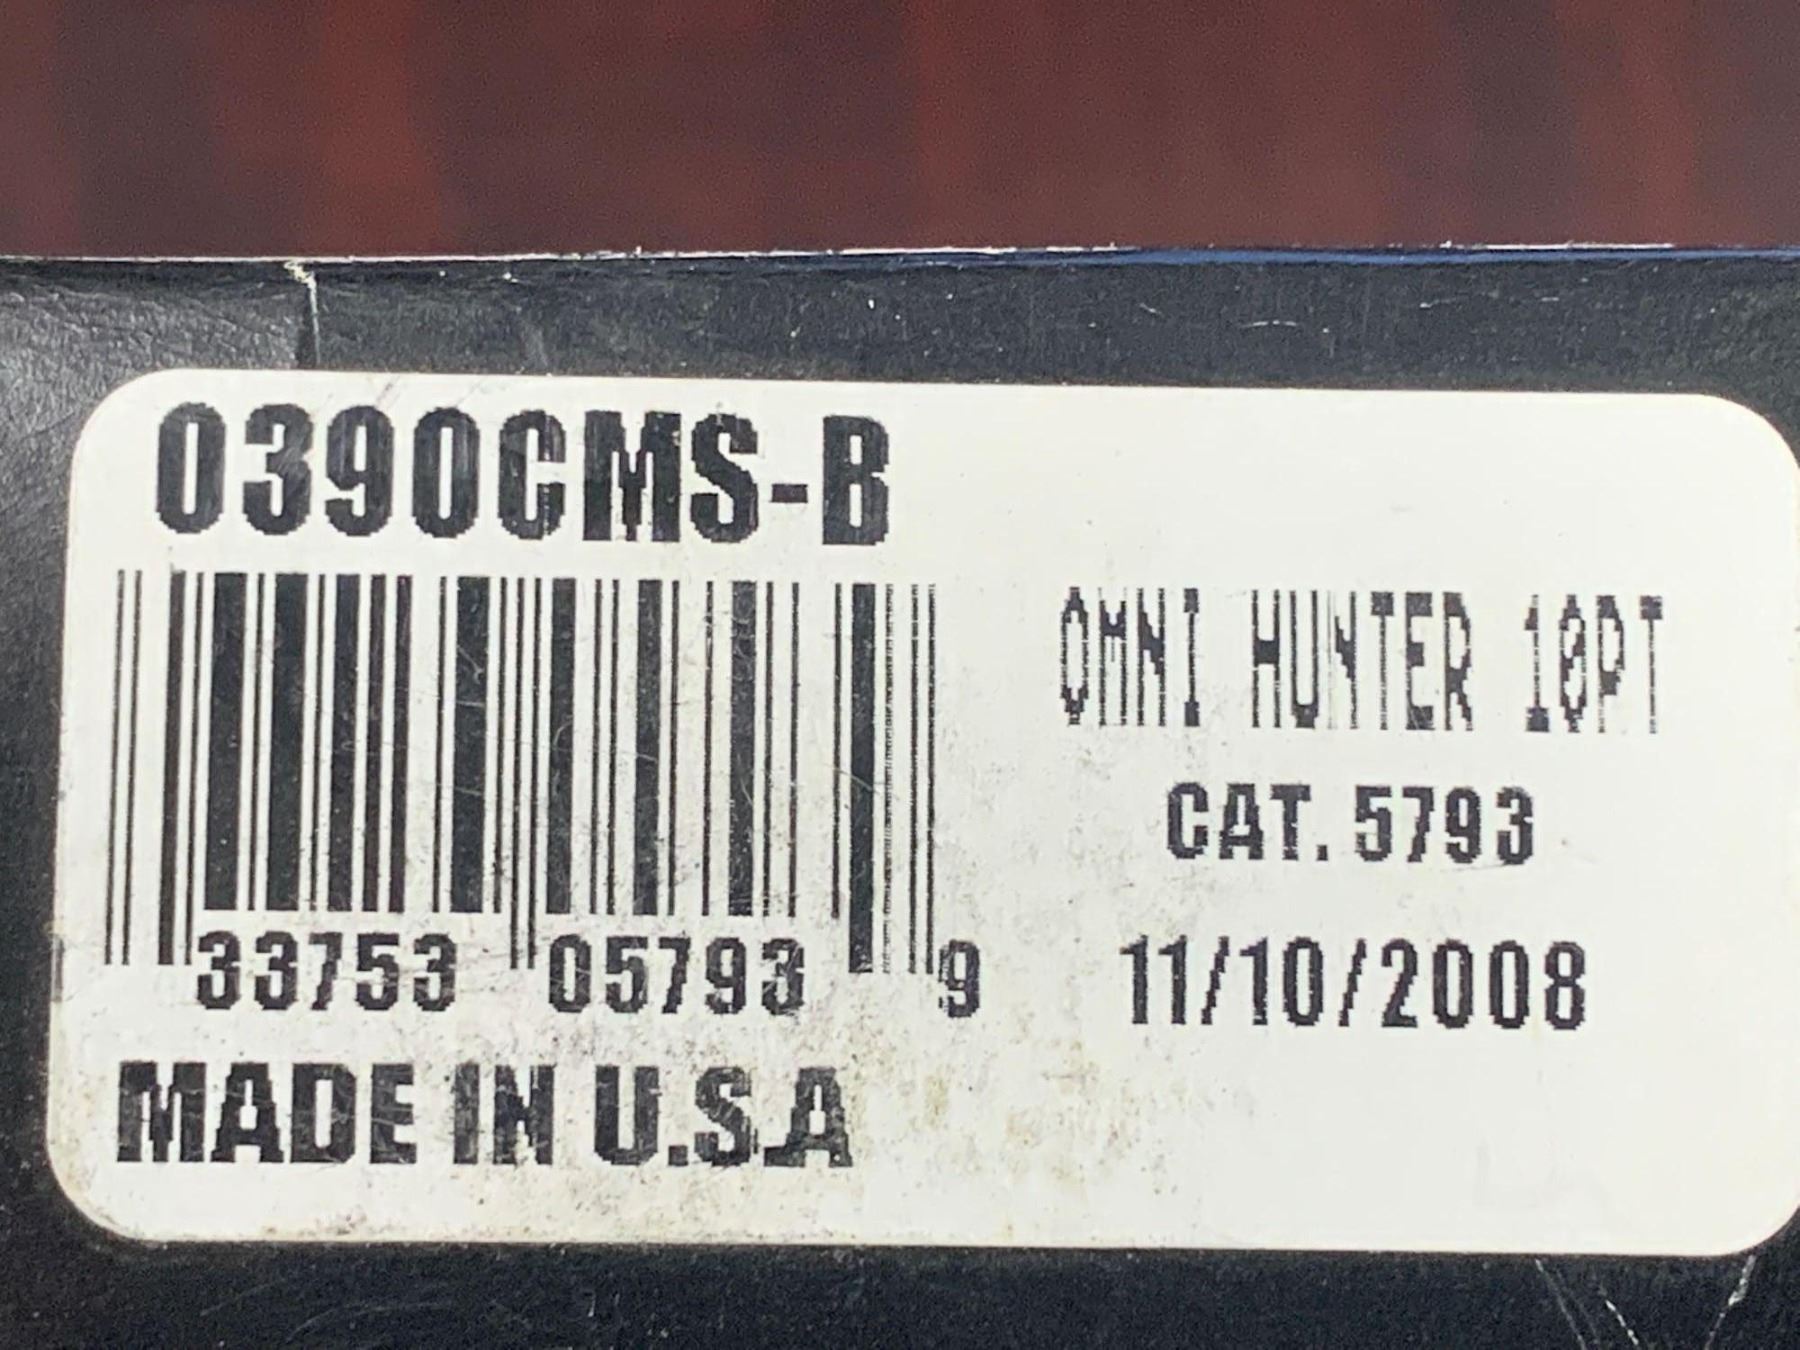 0390CMS-B
OMNI HUNTER 10PT
CAT. 5793
33753 05793 9
11/10/2008
MADE IN U.S.A